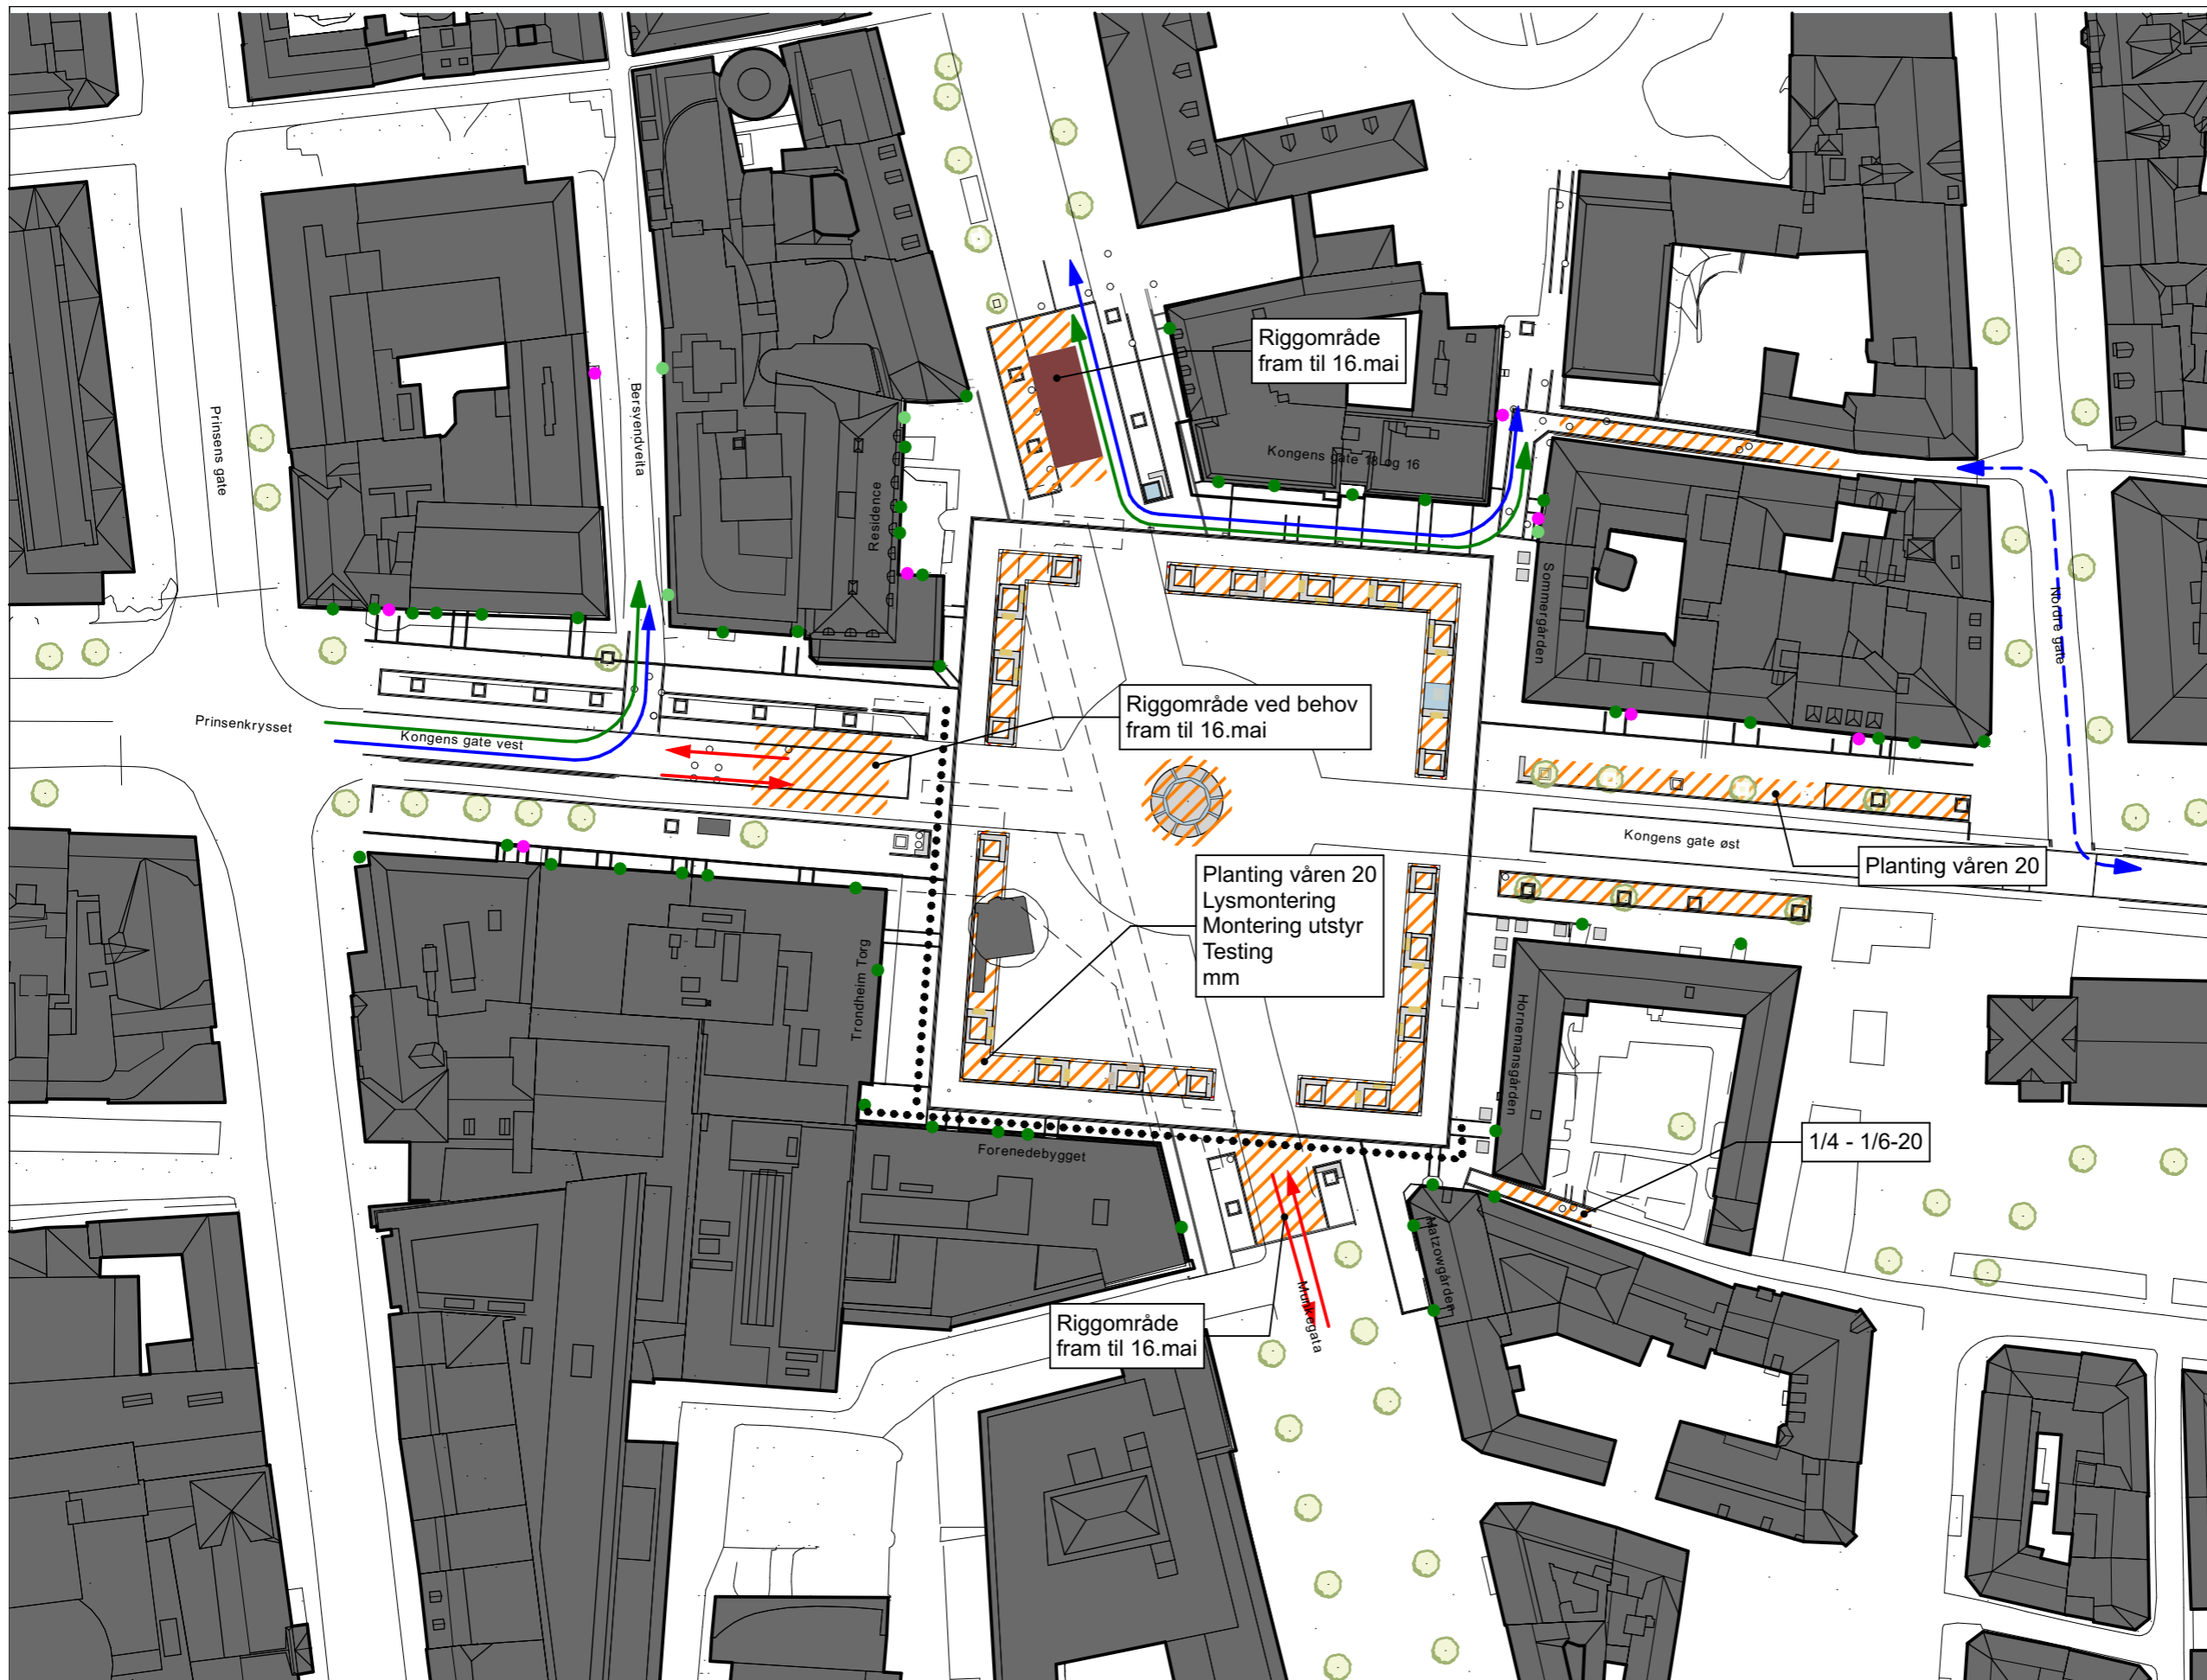 Riggområde
fram til 16.mai
Kongens gate 18 og 16
Prinsens gate
Bersvendveita
Residence
Sommergården
Nordre gate
Riggområde ved behov
fram til 16.mai
Prinsenkrysset
Kongens gate vest
Kongens gate øst
Planting våren 20
Planting våren 20
Lysmontering
Montering utstyr
Testing
mm
Trondheim Torg
Hornemansgården
Forenedebygget
1/4 - 1/6-20
Matzowgården
Munkegata
Riggområde
fram til 16.mai